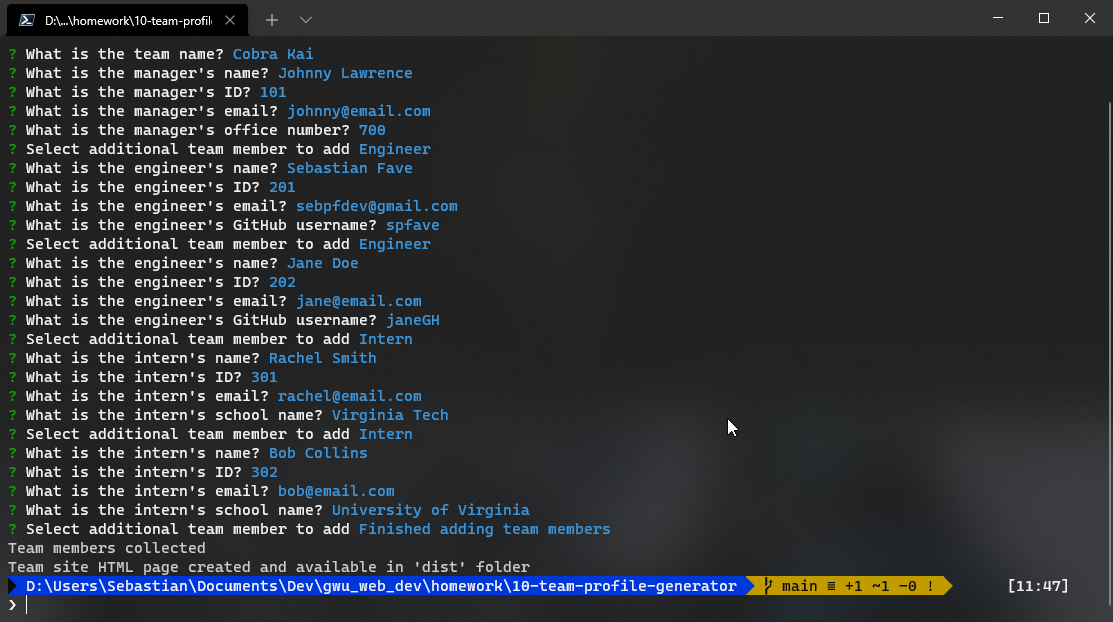 D:\...\homework\10-team-profil
? What is the team name? Cobra Kai
? What is the manager's name? Johnny Lawrence
? What is the manager's ID? 101
? What is the manager's email? johnny@email.com
? What is the manager's office number? 700
? Select additional team member to add Engineer
? What is the engineer's name? Sebastian Fave
? What is the engineer's ID? 201
? What is the engineer's email? sebpfdev@gmail.com
? What is the engineer's GitHub username? spfave
? Select additional team member to add Engineer
? What is the engineer's name? Jane Doe
? What is the engineer's ID? 202
? What is the engineer's email? jane@email.com
? What is the engineer's GitHub username? janeGH
? Select additional team member to add Intern
? What is the intern's name? Rachel Smith
? What is the intern's ID? 301
? What is the intern's email? rachel@email.com
? What is the intern's school name? Virginia Tech
? Select additional team member to add Intern
? What is the intern's name? Bob Collins
? What is the intern's ID? 302
? What is the intern's email? bob@email.com
? What is the intern's school name? University of Virginia
? Select additional team member to add Finished adding team members
Team members collected
Team site HTML page created and available in 'dist' folder
D:\Users\Sebastian\Documents\Dev\gwu_web_dev\homework\10-team-profile-generator main ≡ +1 ~1 -0 ! [11:47]
❯